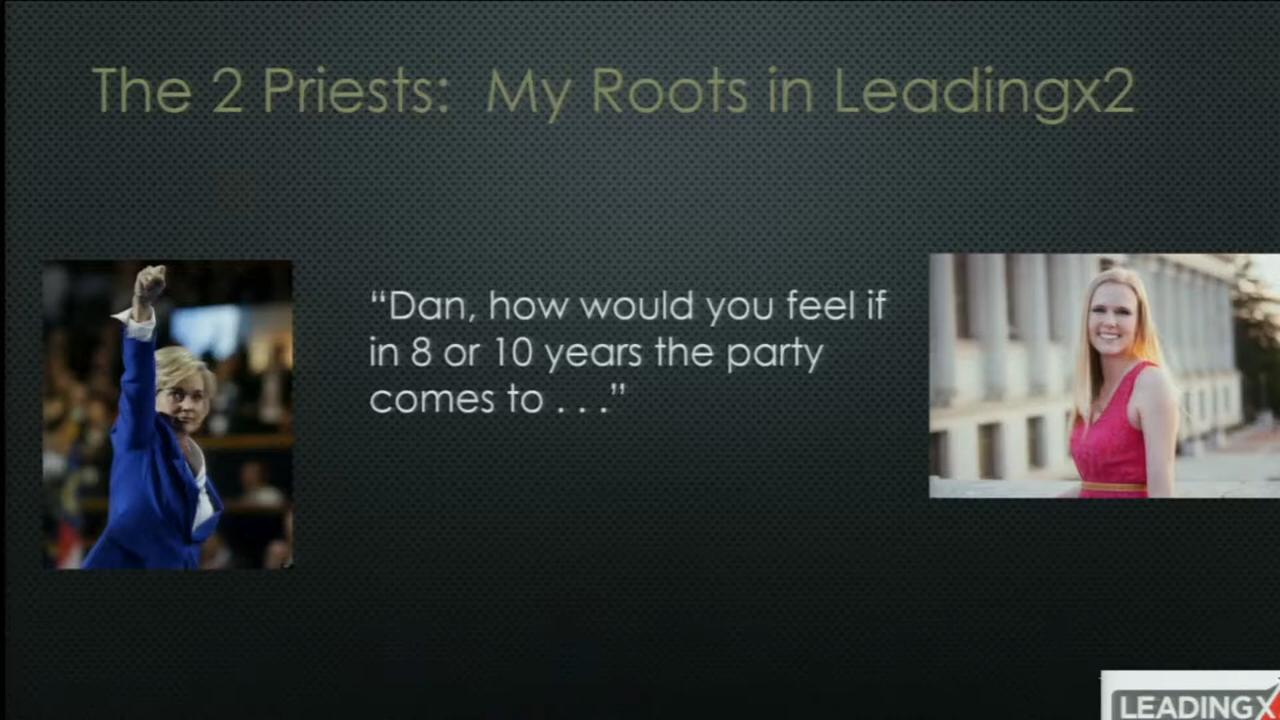 The 2 Priests: My Roots in Leadingx2
“Dan, how would you feel if
in 8 or 10 years the party
comes to . . .”
LEADINGX